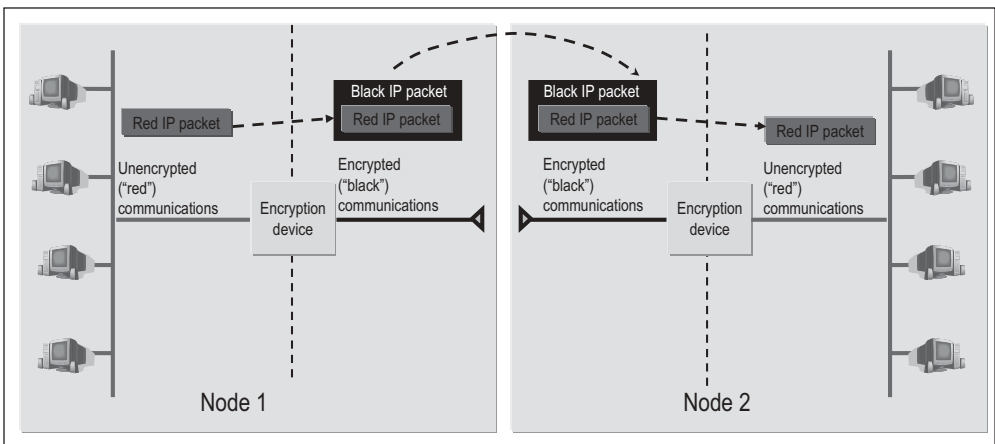 Black IP packet
Red IP packet
Red IP packet
Unencrypted
("red")
communications
Encryption
device
Encrypted
("black")
communications
Node 1
Black IP packet
Red IP packet
Red IP packet
Encrypted
("black")
communications
Encryption
device
Unencrypted
("red")
communications
Node 2